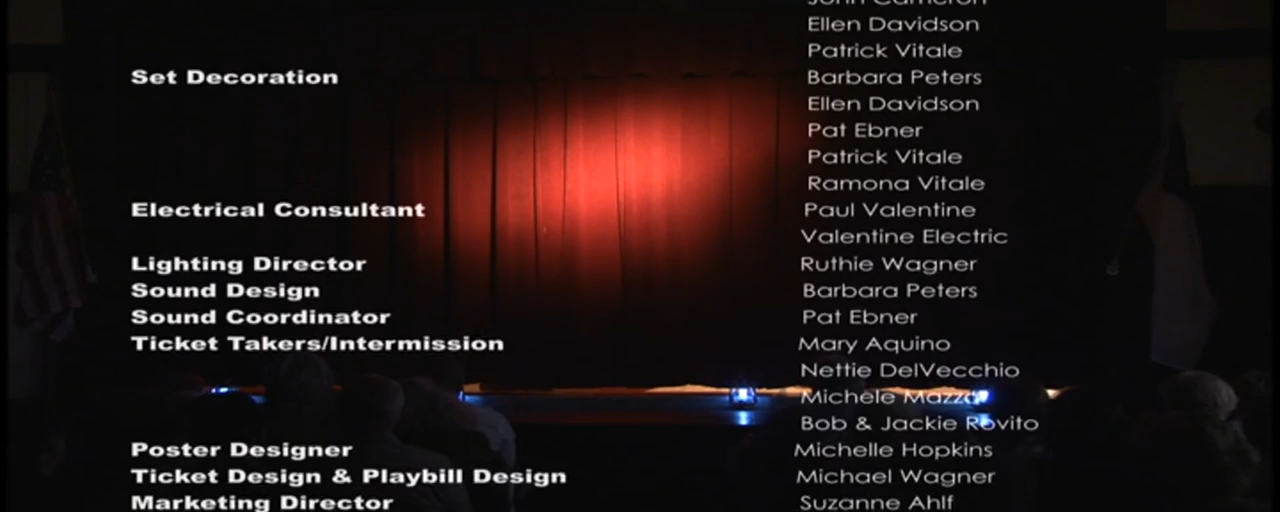 John Cameron
Ellen Davidson
Patrick Vitale
Set Decoration Barbara Peters
Ellen Davidson
Pat Ebner
Patrick Vitale
Ramona Vitale
Electrical Consultant Paul Valentine
Valentine Electric
Lighting Director Ruthie Wagner
Sound Design Barbara Peters
Sound Coordinator Pat Ebner
Ticket Takers/Intermission Mary Aquino
Nettie DelVecchio
Michele Mazza
Bob & Jackie Rovito
Poster Designer Michelle Hopkins
Ticket Design & Playbill Design Michael Wagner
Marketing Director Suzanne Ahlf